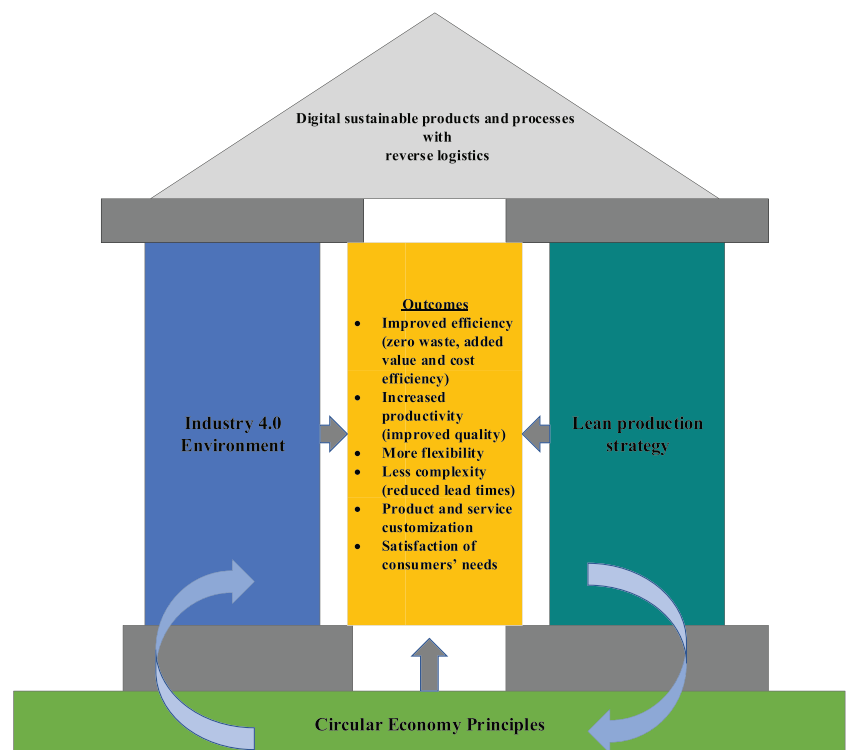 Digital sustainable products and processes
with
reverse logistics
Outcomes
• Improved efficiency
(zero waste, added
value and cost
efficiency)
• Increased
productivity
(improved quality)
• More flexibility
• Less complexity
(reduced lead times)
• Product and service
customization
• Satisfaction of
consumers’ needs
Industry 4.0
Environment
Lean production
strategy
Circular Economy Principles